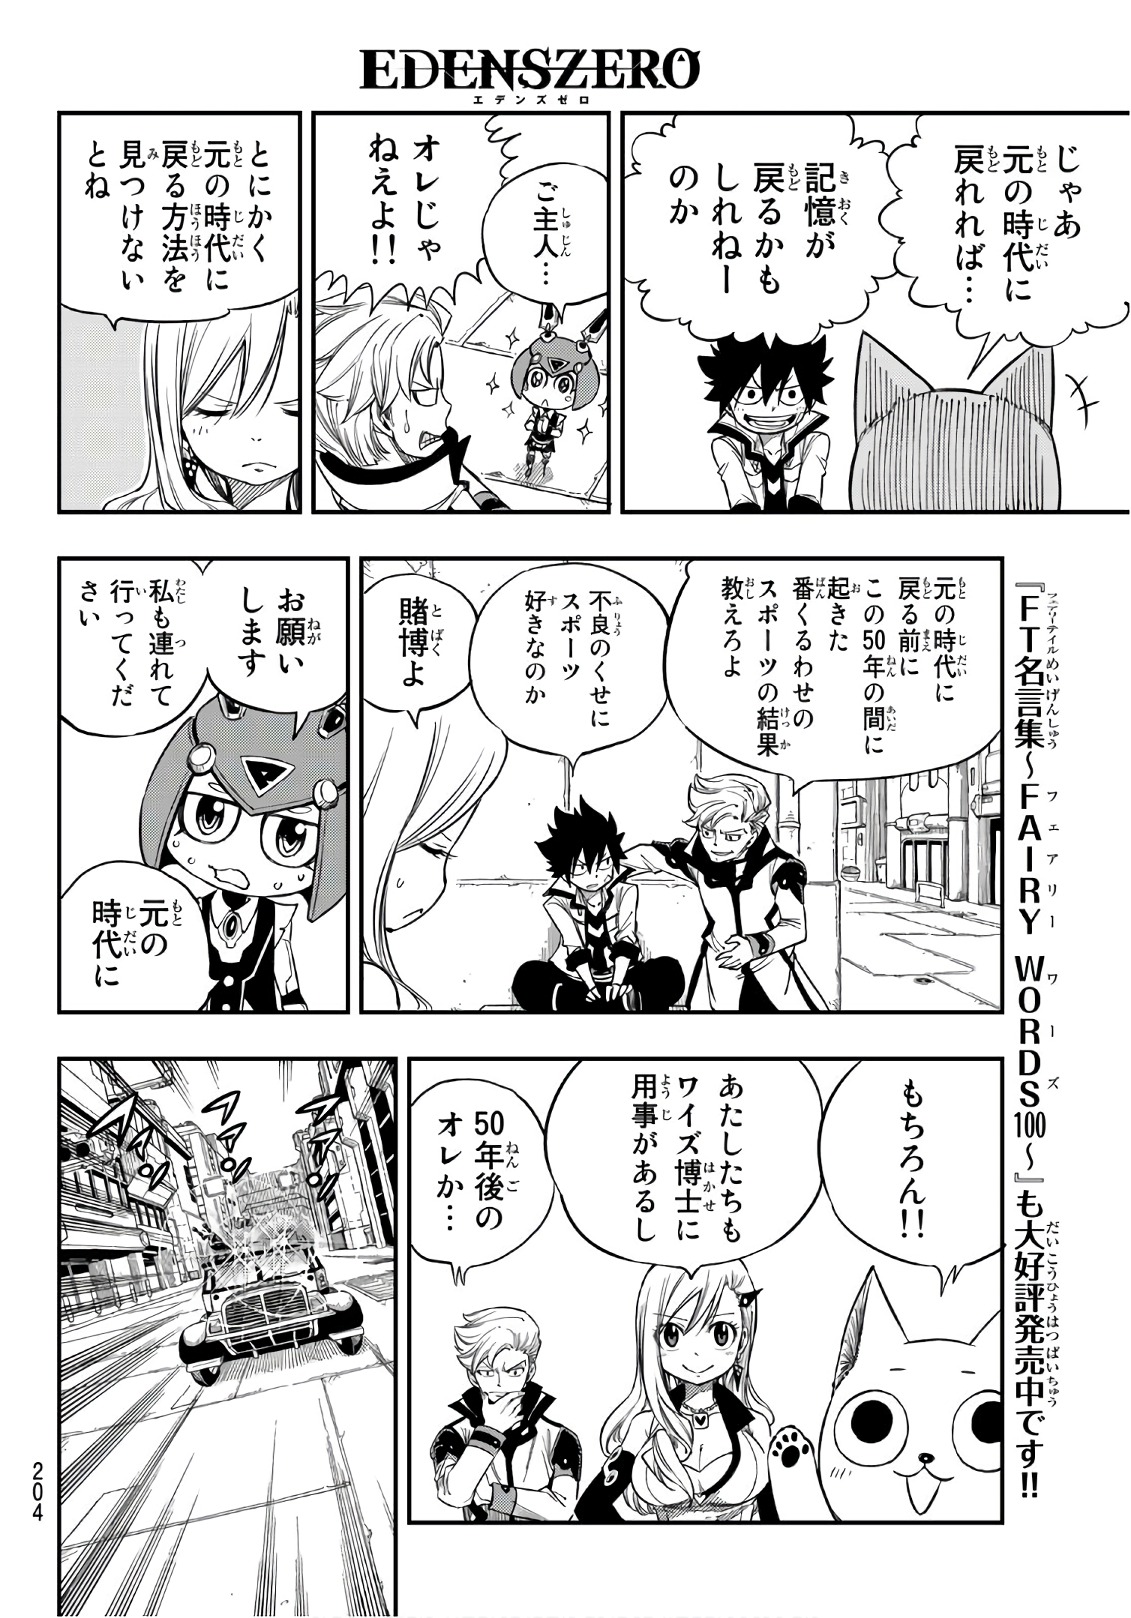 EDENSZERO
エデンズゼロ
じゃあ
元の時代に
戻れれば…
記憶が
戻るかも
しれねー
のか
ご主人…
オレじゃ
ねえよ!!
とにかく
元の時代に
戻る方法を
見つけない
とね
元の時代に
戻る前に
この50年の間に
起きた
番くるわせの
スポーツの結果
教えろよ
不良のくせに
スポーツ
好きなのか
賭博よ
お願い
します
私も連れて
行ってくだ
さい
元の
時代に
もちろん!!
あたしたちも
ワイズ博士に
用事があるし
50年後の
オレか…
『FT名言集〜FAIRY WORDS100〜』も大好評発売中です!!
204